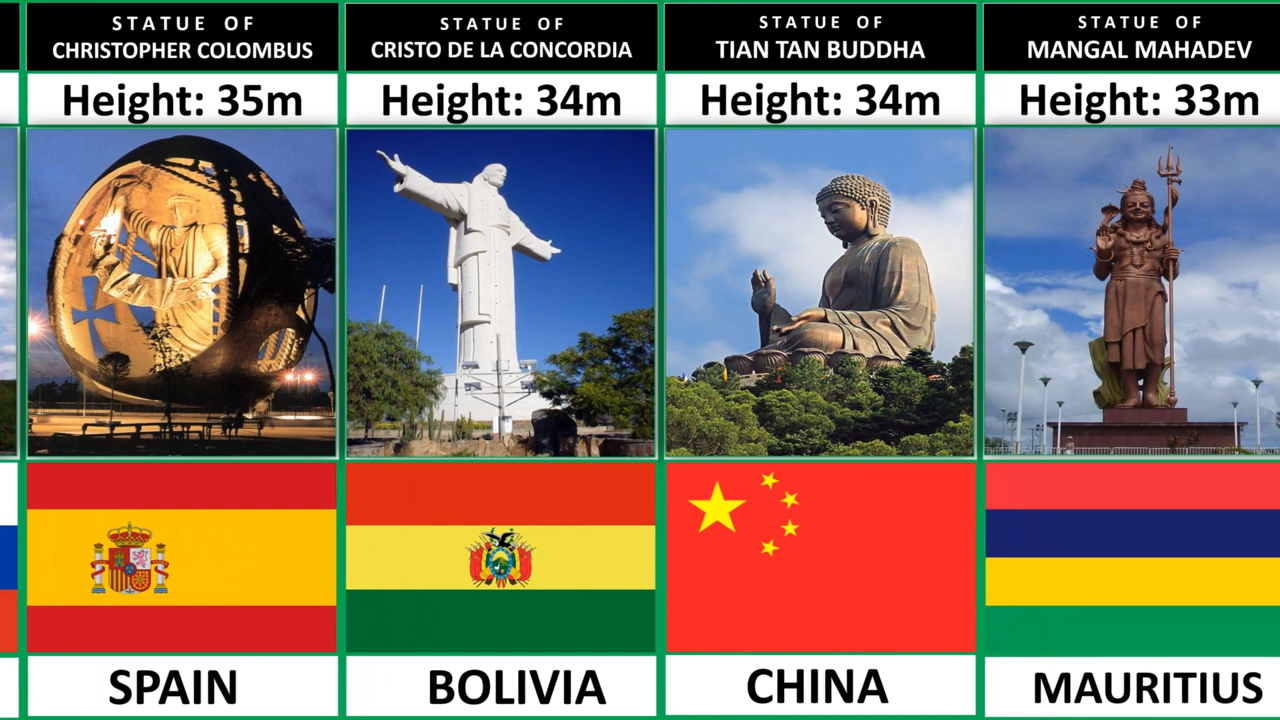 STATUE OF
CHRISTOPHER COLOMBUS
Height: 35m
SPAIN
STATUE OF
CRISTO DE LA CONCORDIA
Height: 34m
BOLIVIA
STATUE OF
TIAN TAN BUDDHA
Height: 34m
CHINA
STATUE OF
MANGAL MAHADEV
Height: 33m
MAURITIUS